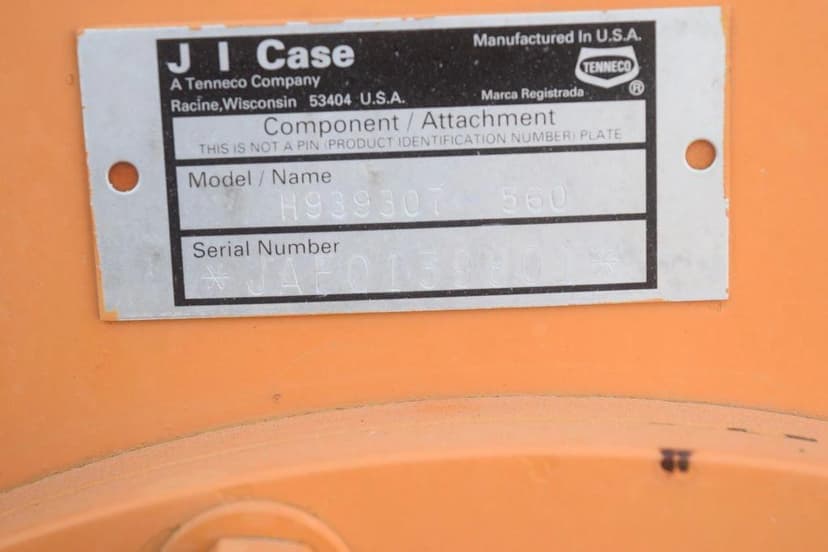 J I Case
A Tenneco Company
Racine, Wisconsin 53404 U.S.A.
Manufactured In U.S.A.
TENNECO
®
Marca Registrada
Component / Attachment
THIS IS NOT A PIN (PRODUCT IDENTIFICATION NUMBER) PLATE
Model / Name
H939307 560
Serial Number